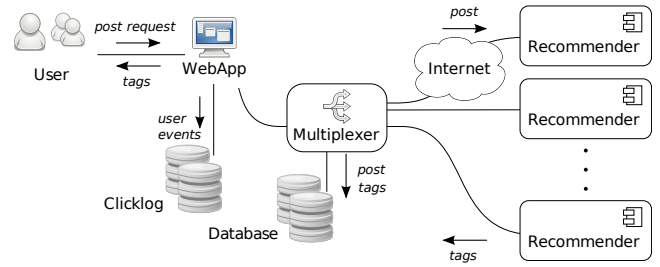 post request
post
Recommender
User
tags
WebApp
Internet
user
events
Multiplexer
Recommender
post
tags
Clicklog
Database
tags
Recommender